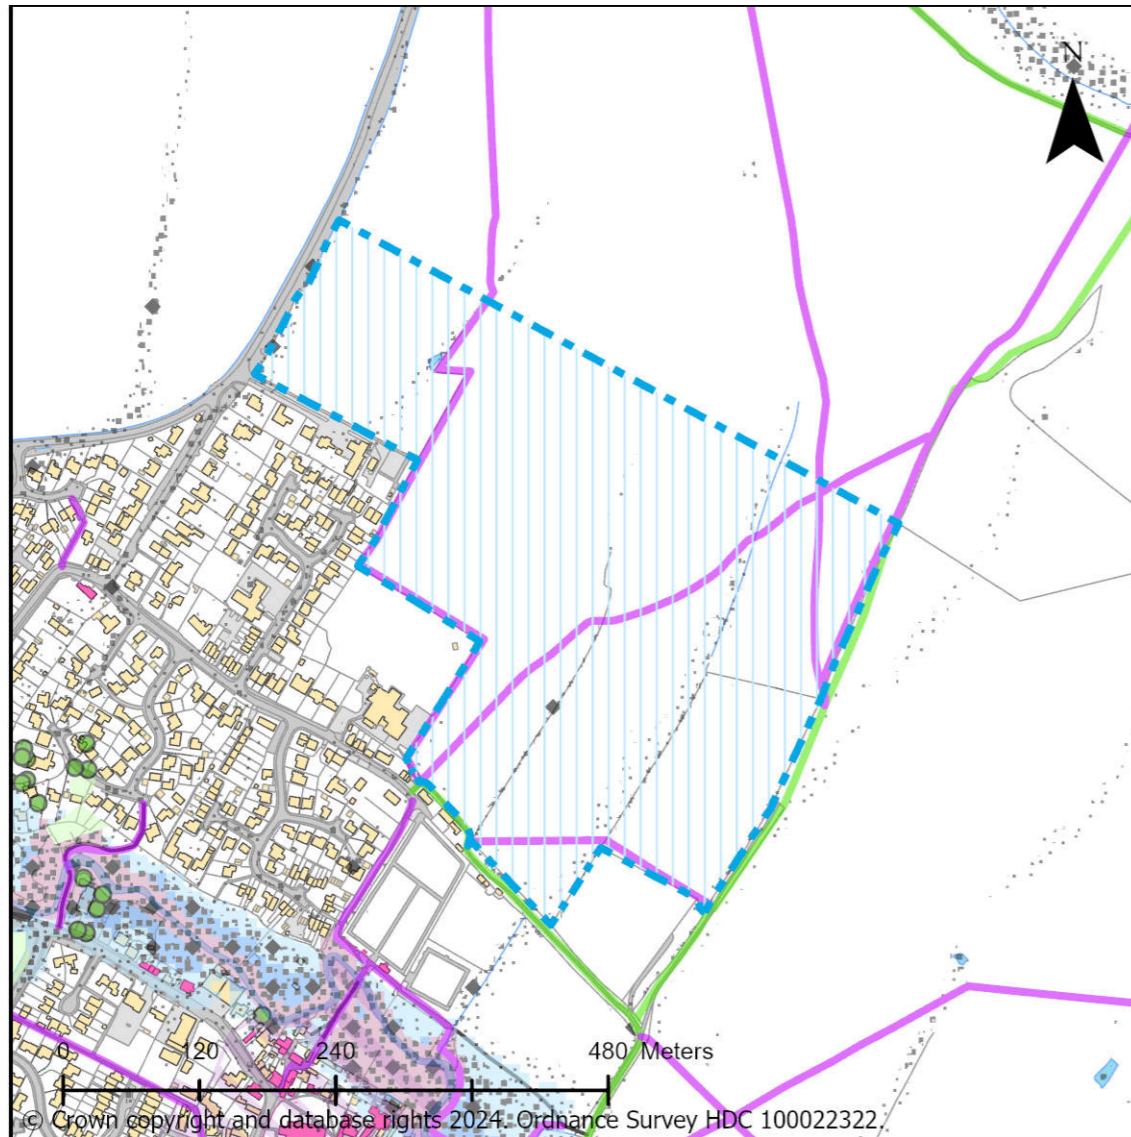 N
0 120 240 480 Meters
© Crown copyright and database rights 2024. Ordnance Survey HDC 100022322.